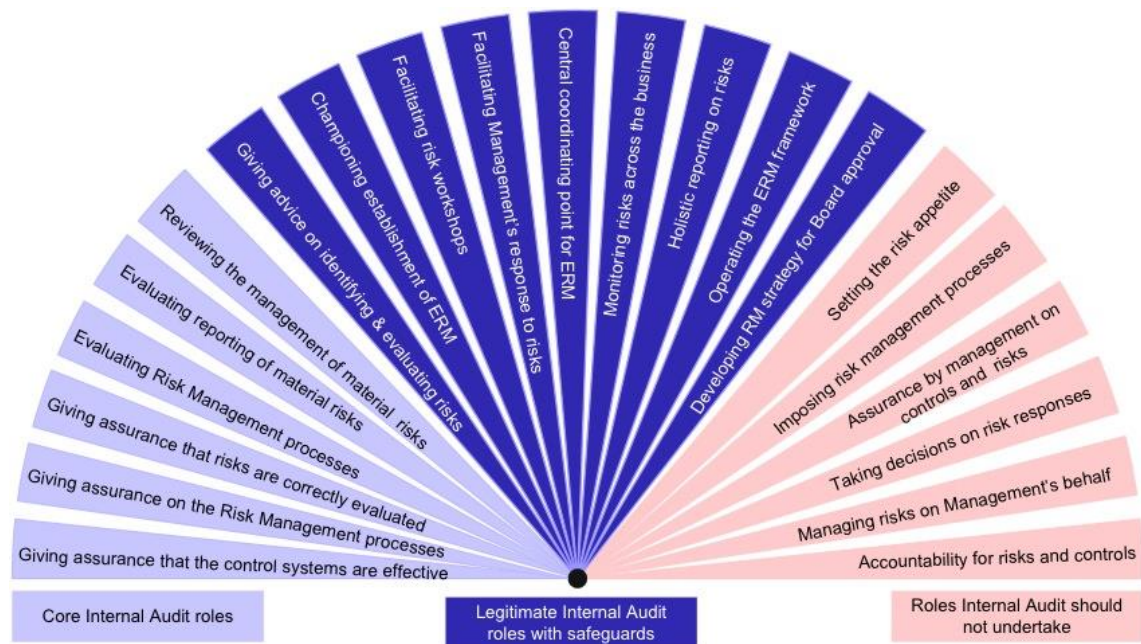 Giving assurance that the control systems are effective
Giving assurance on the Risk Management processes
Giving assurance that risks are correctly evaluated
Evaluating Risk Management processes
Evaluating reporting of material risks
Reviewing the management of material risks
Giving advice on identifying & evaluating risks
Championing establishment of ERM
Facilitating risk workshops
Facilitating Management's response to risks
Central coordinating point for ERM
Monitoring risks across the business
Holistic reporting on risks
Operating the ERM framework
Developing RM strategy for Board approval
Setting the risk appetite
Imposing risk management processes
Assurance by management on
controls and risks
Taking decisions on risk responses
Managing risks on Management's behalf
Accountability for risks and controls
Core Internal Audit roles
Legitimate Internal Audit
roles with safeguards
Roles Internal Audit should
not undertake